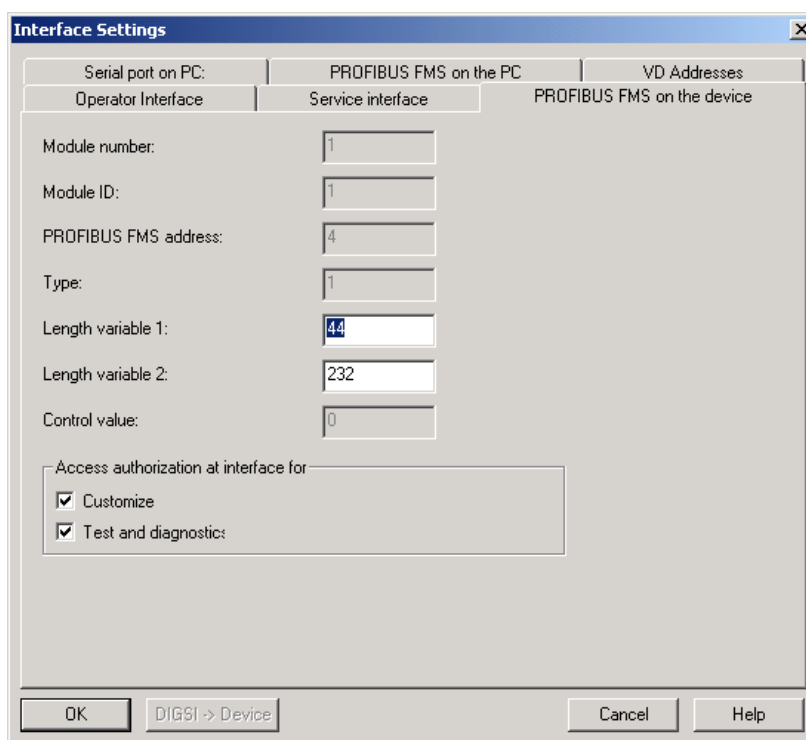 Interface Settings
Serial port on PC:
PROFIBUS FMS on the PC
VD Addresses
Operator Interface
Service interface
PROFIBUS FMS on the device
Module number:
1
Module ID:
1
PROFIBUS FMS address:
4
Type:
1
Length variable 1:
44
Length variable 2:
232
Control value:
0
Access authorization at interface for
Customize
Test and diagnostics
OK
DIGSI -> Device
Cancel
Help